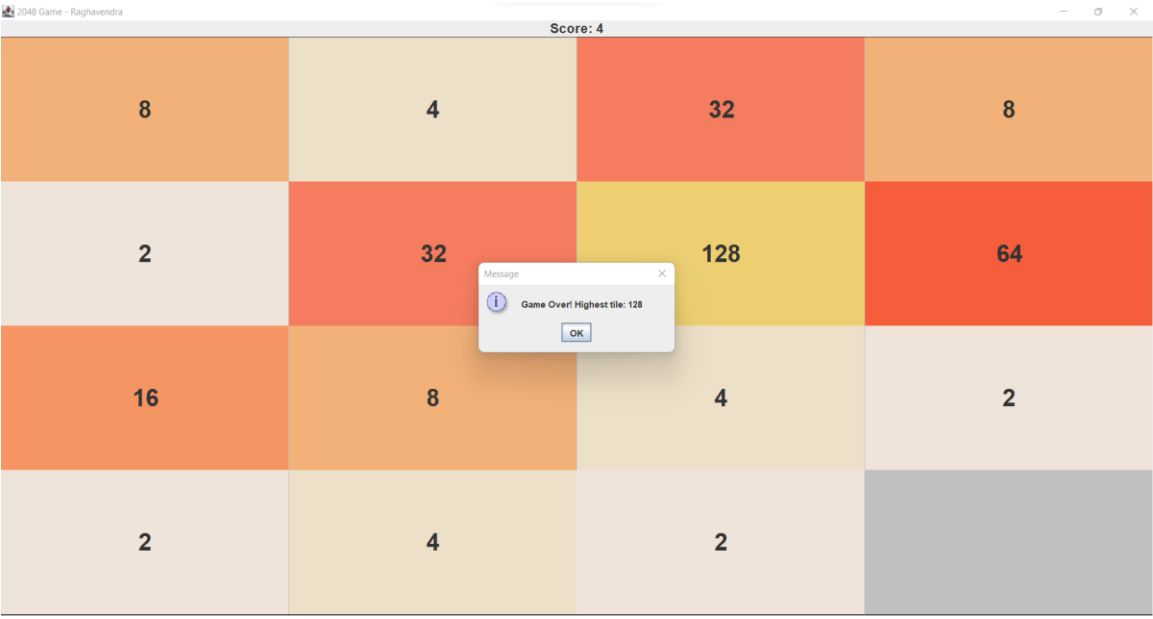 2048 Game - Raghavendra
Score: 4
8 4 32 8
2 32 128 64
Message
Game Over! Highest tile: 128
OK
16 8 4 2
2 4 2